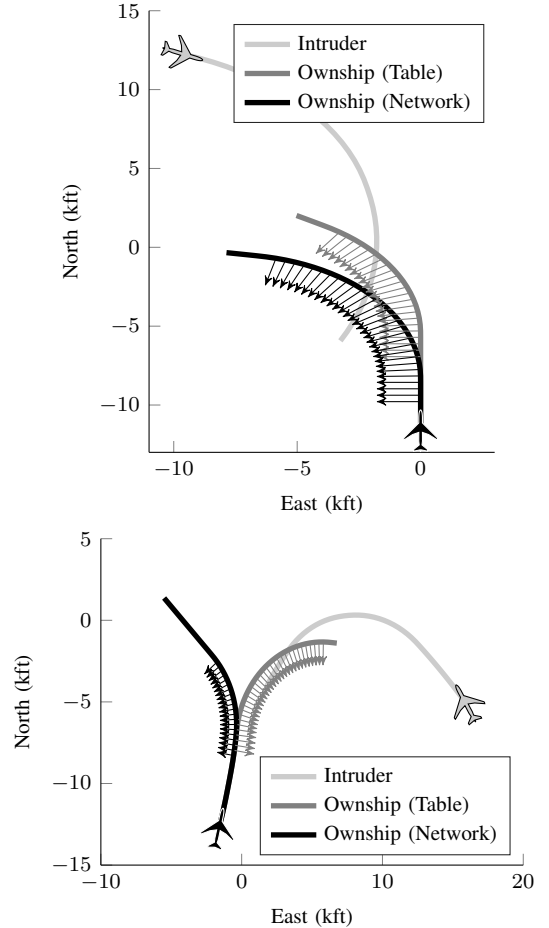 15
Intruder
Ownship (Table)
Ownship (Network)
10
5
0
−5
−10
North (kft)
−10 −5 0
East (kft)
5
0
−5
−10
−15
North (kft)
Intruder
Ownship (Table)
Ownship (Network)
−10 0 10 20
East (kft)